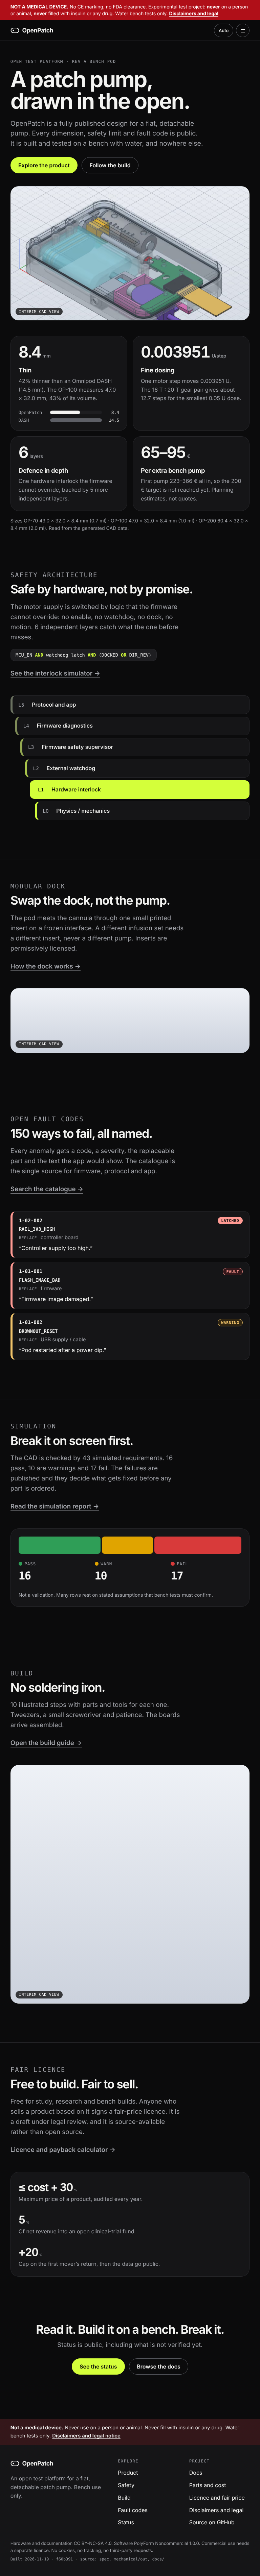 NOT A MEDICAL DEVICE. No CE marking, no FDA clearance. Experimental test project: never on a person
or animal, never filled with insulin or any drug. Water bench tests only. Disclaimers and legal
OpenPatch
Auto
OPEN TEST PLATFORM · REV A BENCH POD
A patch pump,
drawn in the open.
OpenPatch is a fully published design for a flat, detachable
pump. Every dimension, safety limit and fault code is public.
It is built and tested on a bench with water, and nowhere else.
Explore the product
Follow the build
INTERIM CAD VIEW
8.4 mm
Thin
42% thinner than an Omnipod DASH
(14.5 mm). The OP-100 measures 47.0
× 32.0 mm, 43% of its volume.
OpenPatch 8.4
DASH 14.5
0.003951 U/step
Fine dosing
One motor step moves 0.003951 U.
The 16 T : 20 T gear pair gives about
12.7 steps for the smallest 0.05 U dose.
6 layers
Defence in depth
One hardware interlock the firmware
cannot override, backed by 5 more
independent layers.
65–95 €
Per extra bench pump
First pump 223–366 € all in, so the 200
€ target is not reached yet. Planning
estimates, not quotes.
Sizes OP-70 43.0 × 32.0 × 8.4 mm (0.7 ml) · OP-100 47.0 × 32.0 × 8.4 mm (1.0 ml) · OP-200 60.4 × 32.0 ×
8.4 mm (2.0 ml). Read from the generated CAD data.
SAFETY ARCHITECTURE
Safe by hardware, not by promise.
The motor supply is switched by logic that the firmware
cannot override: no enable, no watchdog, no dock, no
motion. 6 independent layers catch what the one before
misses.
MCU_EN AND watchdog latch AND (DOCKED OR DIR_REV)
See the interlock simulator →
L5 Protocol and app
L4 Firmware diagnostics
L3 Firmware safety supervisor
L2 External watchdog
L1 Hardware interlock
L0 Physics / mechanics
MODULAR DOCK
Swap the dock, not the pump.
The pod meets the cannula through one small printed
insert on a frozen interface. A different infusion set needs
a different insert, never a different pump. Inserts are
permissively licensed.
How the dock works →
INTERIM CAD VIEW
OPEN FAULT CODES
150 ways to fail, all named.
Every anomaly gets a code, a severity, the replaceable
part and the text the app would show. The catalogue is
the single source for firmware, protocol and app.
Search the catalogue →
1-02-002
LATCHED
RAIL_3V3_HIGH
REPLACE controller board
“Controller supply too high.”
1-01-001
FAULT
FLASH_IMAGE_BAD
REPLACE firmware
“Firmware image damaged.”
1-01-002
WARNING
BROWNOUT_RESET
REPLACE USB supply / cable
“Pod restarted after a power dip.”
SIMULATION
Break it on screen first.
The CAD is checked by 43 simulated requirements. 16
pass, 10 are warnings and 17 fail. The failures are
published and they decide what gets fixed before any
part is ordered.
Read the simulation report →
PASS
16
WARN
10
FAIL
17
Not a validation. Many rows rest on stated assumptions that bench tests must confirm.
BUILD
No soldering iron.
10 illustrated steps with parts and tools for each one.
Tweezers, a small screwdriver and patience. The boards
arrive assembled.
Open the build guide →
INTERIM CAD VIEW
FAIR LICENCE
Free to build. Fair to sell.
Free for study, research and bench builds. Anyone who
sells a product based on it signs a fair-price licence. It is
a draft under legal review, and it is source-available
rather than open source.
Licence and payback calculator →
≤ cost + 30 %
Maximum price of a product, audited every year.
5 %
Of net revenue into an open clinical-trial fund.
+20 %
Cap on the first mover's return, then the data go public.
Read it. Build it on a bench. Break it.
Status is public, including what is not verified yet.
See the status
Browse the docs
Not a medical device. Never use on a person or animal. Never fill with insulin or any drug. Water
bench tests only. Disclaimers and legal notice
OpenPatch
An open test platform for a flat,
detachable patch pump. Bench use
only.
EXPLORE
Product
Safety
Build
Fault codes
Status
PROJECT
Docs
Parts and cost
Licence and fair price
Disclaimers and legal
Source on GitHub
Hardware and documentation CC BY-NC-SA 4.0. Software PolyForm Noncommercial 1.0.0. Commercial use needs
a separate licence. No cookies, no tracking, no third-party requests.